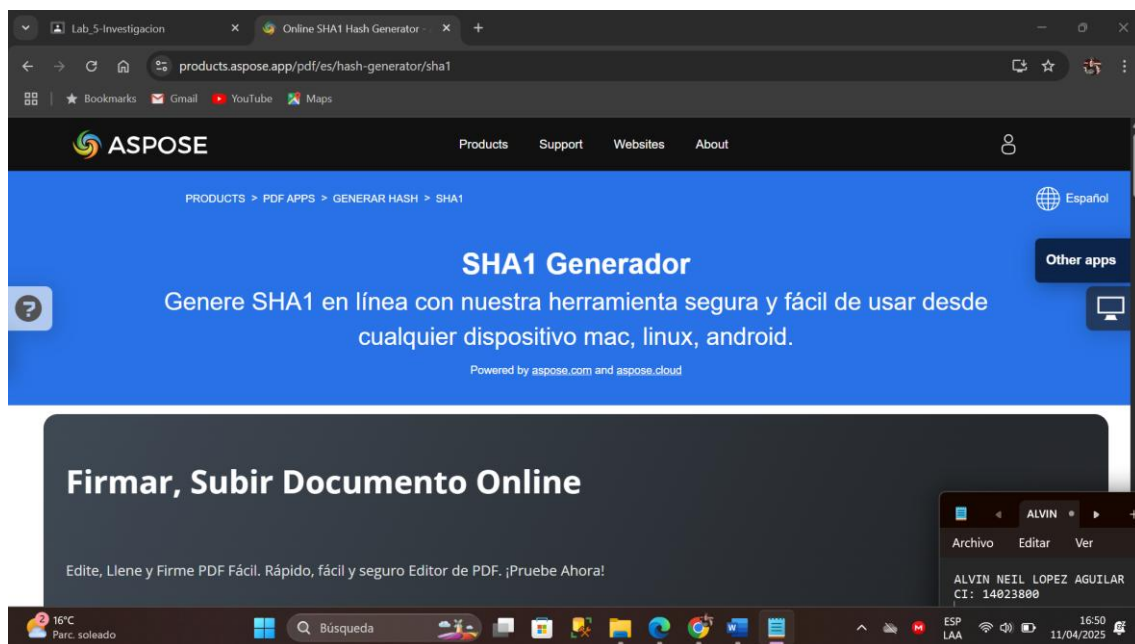 Lab_5-Investigacion
Online SHA1 Hash Generator -
products.aspose.app/pdf/es/hash-generator/sha1
Bookmarks Gmail YouTube Maps
ASPOSE Products Support Websites About
PRODUCTS > PDF APPS > GENERAR HASH > SHA1
Español
SHA1 Generador
Other apps
Genere SHA1 en línea con nuestra herramienta segura y fácil de usar desde
cualquier dispositivo mac, linux, android.
Powered by aspose.com and aspose.cloud
Firmar, Subir Documento Online
Edite, Llene y Firme PDF Fácil. Rápido, fácil y seguro Editor de PDF. ¡Pruebe Ahora!
ALVIN
Archivo Editar Ver
ALVIN NEIL LOPEZ AGUILAR
CI: 14023800
2
16°C
Parc. soleado
Búsqueda
ESP
LAA
16:50
11/04/2025